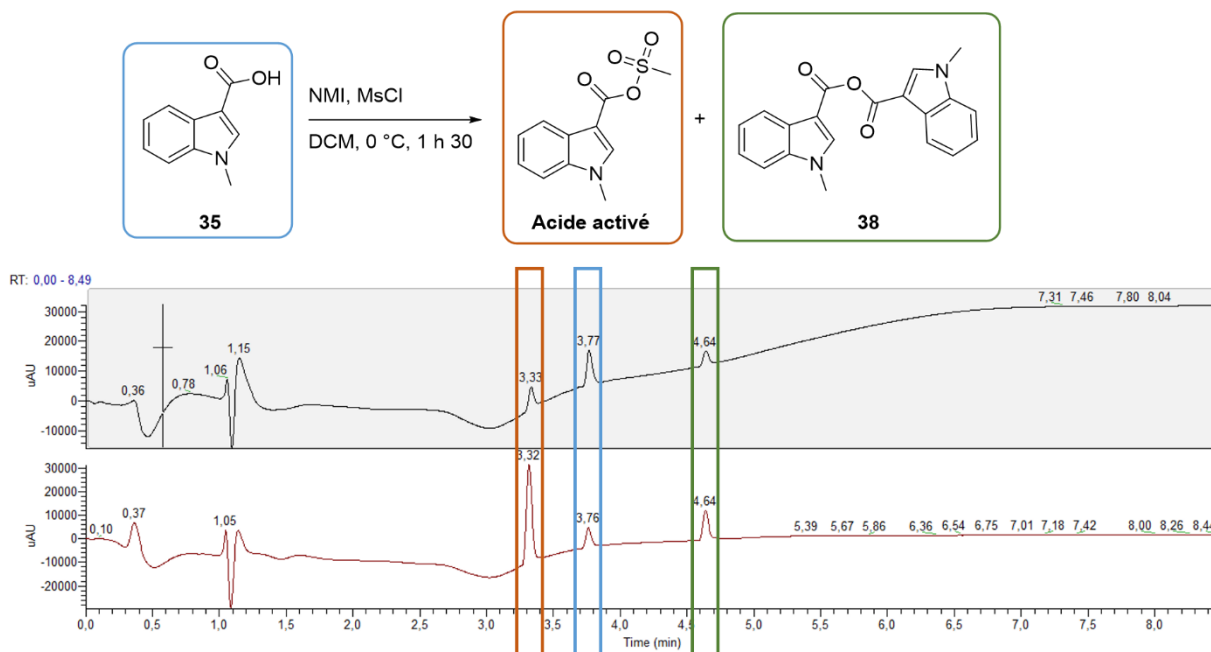 O
OH
N
35
NMI, MsCl
DCM, 0 °C, 1 h 30
O
O
S
O
O
N
Acide activé
+
O
O
O
N
N
38
RT: 0,00 - 8,49
30000
20000
10000
0
-10000
uAU
0,36
0,78
1,06
1,15
3,33
3,77
4,64
7,31
7,46
7,80
8,04
30000
20000
10000
0
-10000
-20000
uAU
0,10
0,37
1,05
3,32
3,76
4,64
5,39
5,67
5,86
6,36
6,54
6,75
7,01
7,18
7,42
8,00
8,26
8,44
0,0
0,5
1,0
1,5
2,0
2,5
3,0
3,5
4,0
4,5
5,0
5,5
6,0
6,5
7,0
7,5
8,0
Time (min)